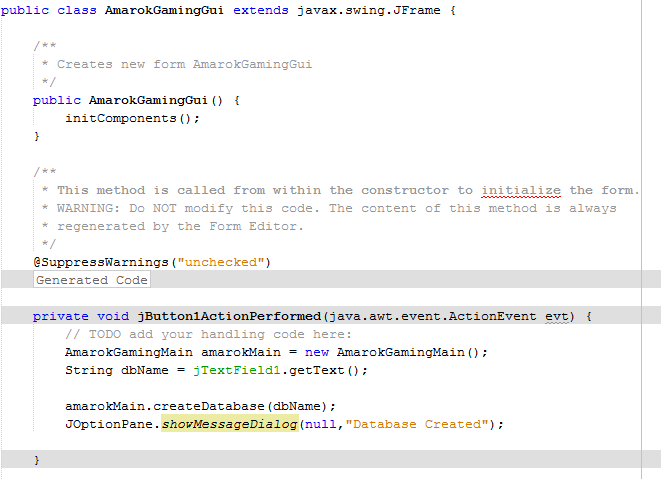 public class AmarokGamingGui extends javax.swing.JFrame {
/**
* Creates new form AmarokGamingGui
*/
public AmarokGamingGui() {
initComponents();
}
/**
* This method is called from within the constructor to initialize the form.
* WARNING: Do NOT modify this code. The content of this method is always
* regenerated by the Form Editor.
*/
@SuppressWarnings("unchecked")
Generated Code
private void jButton1ActionPerformed(java.awt.event.ActionEvent evt) {
// TODO add your handling code here:
AmarokGamingMain amarokMain = new AmarokGamingMain();
String dbName = jTextField1.getText();
amarokMain.createDatabase(dbName);
JOptionPane.showMessageDialog(null,"Database Created");
}